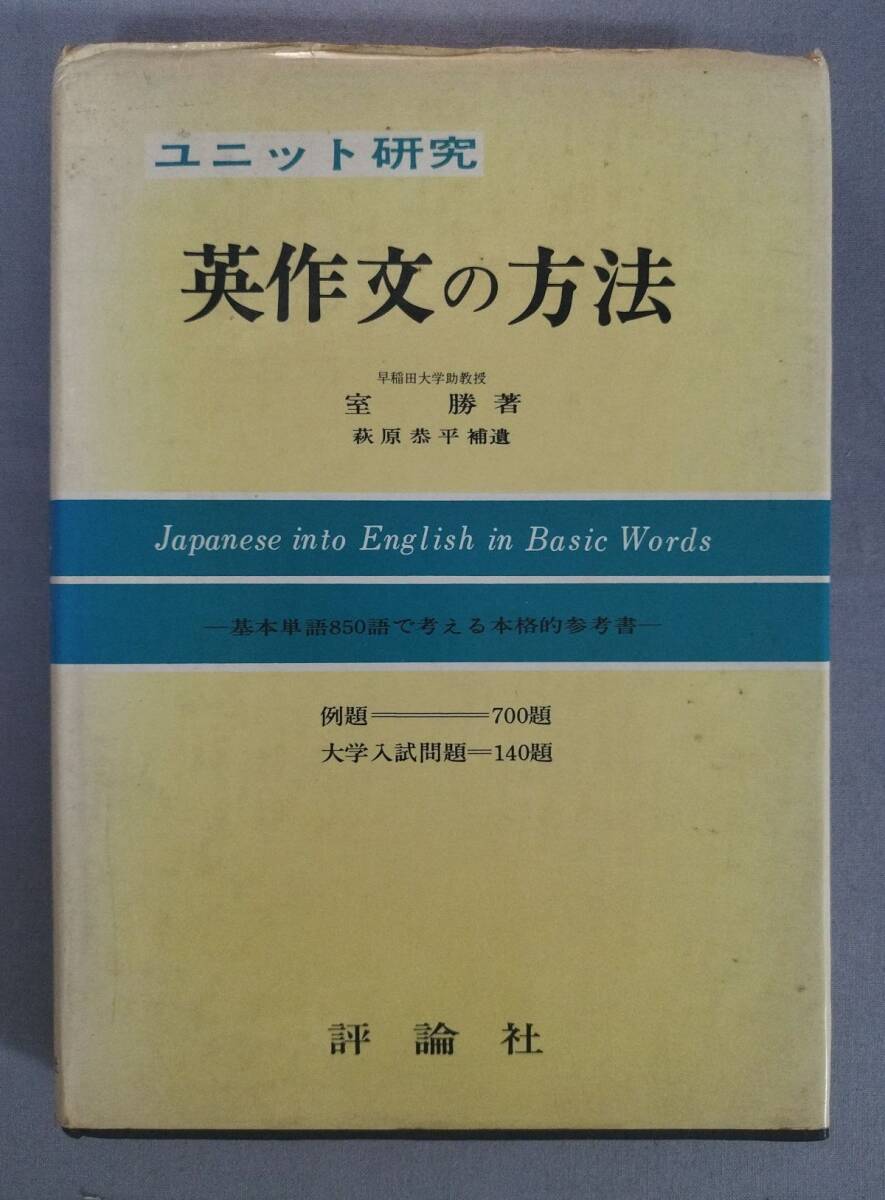 ユニット研究
英作文の方法
早稲田大学助教授
室 勝 著
萩原恭平補遺
Japanese into English in Basic Words
—基本単語850語で考える本格的参考書—
例題═══700題
大学入試問題═140題
評論社